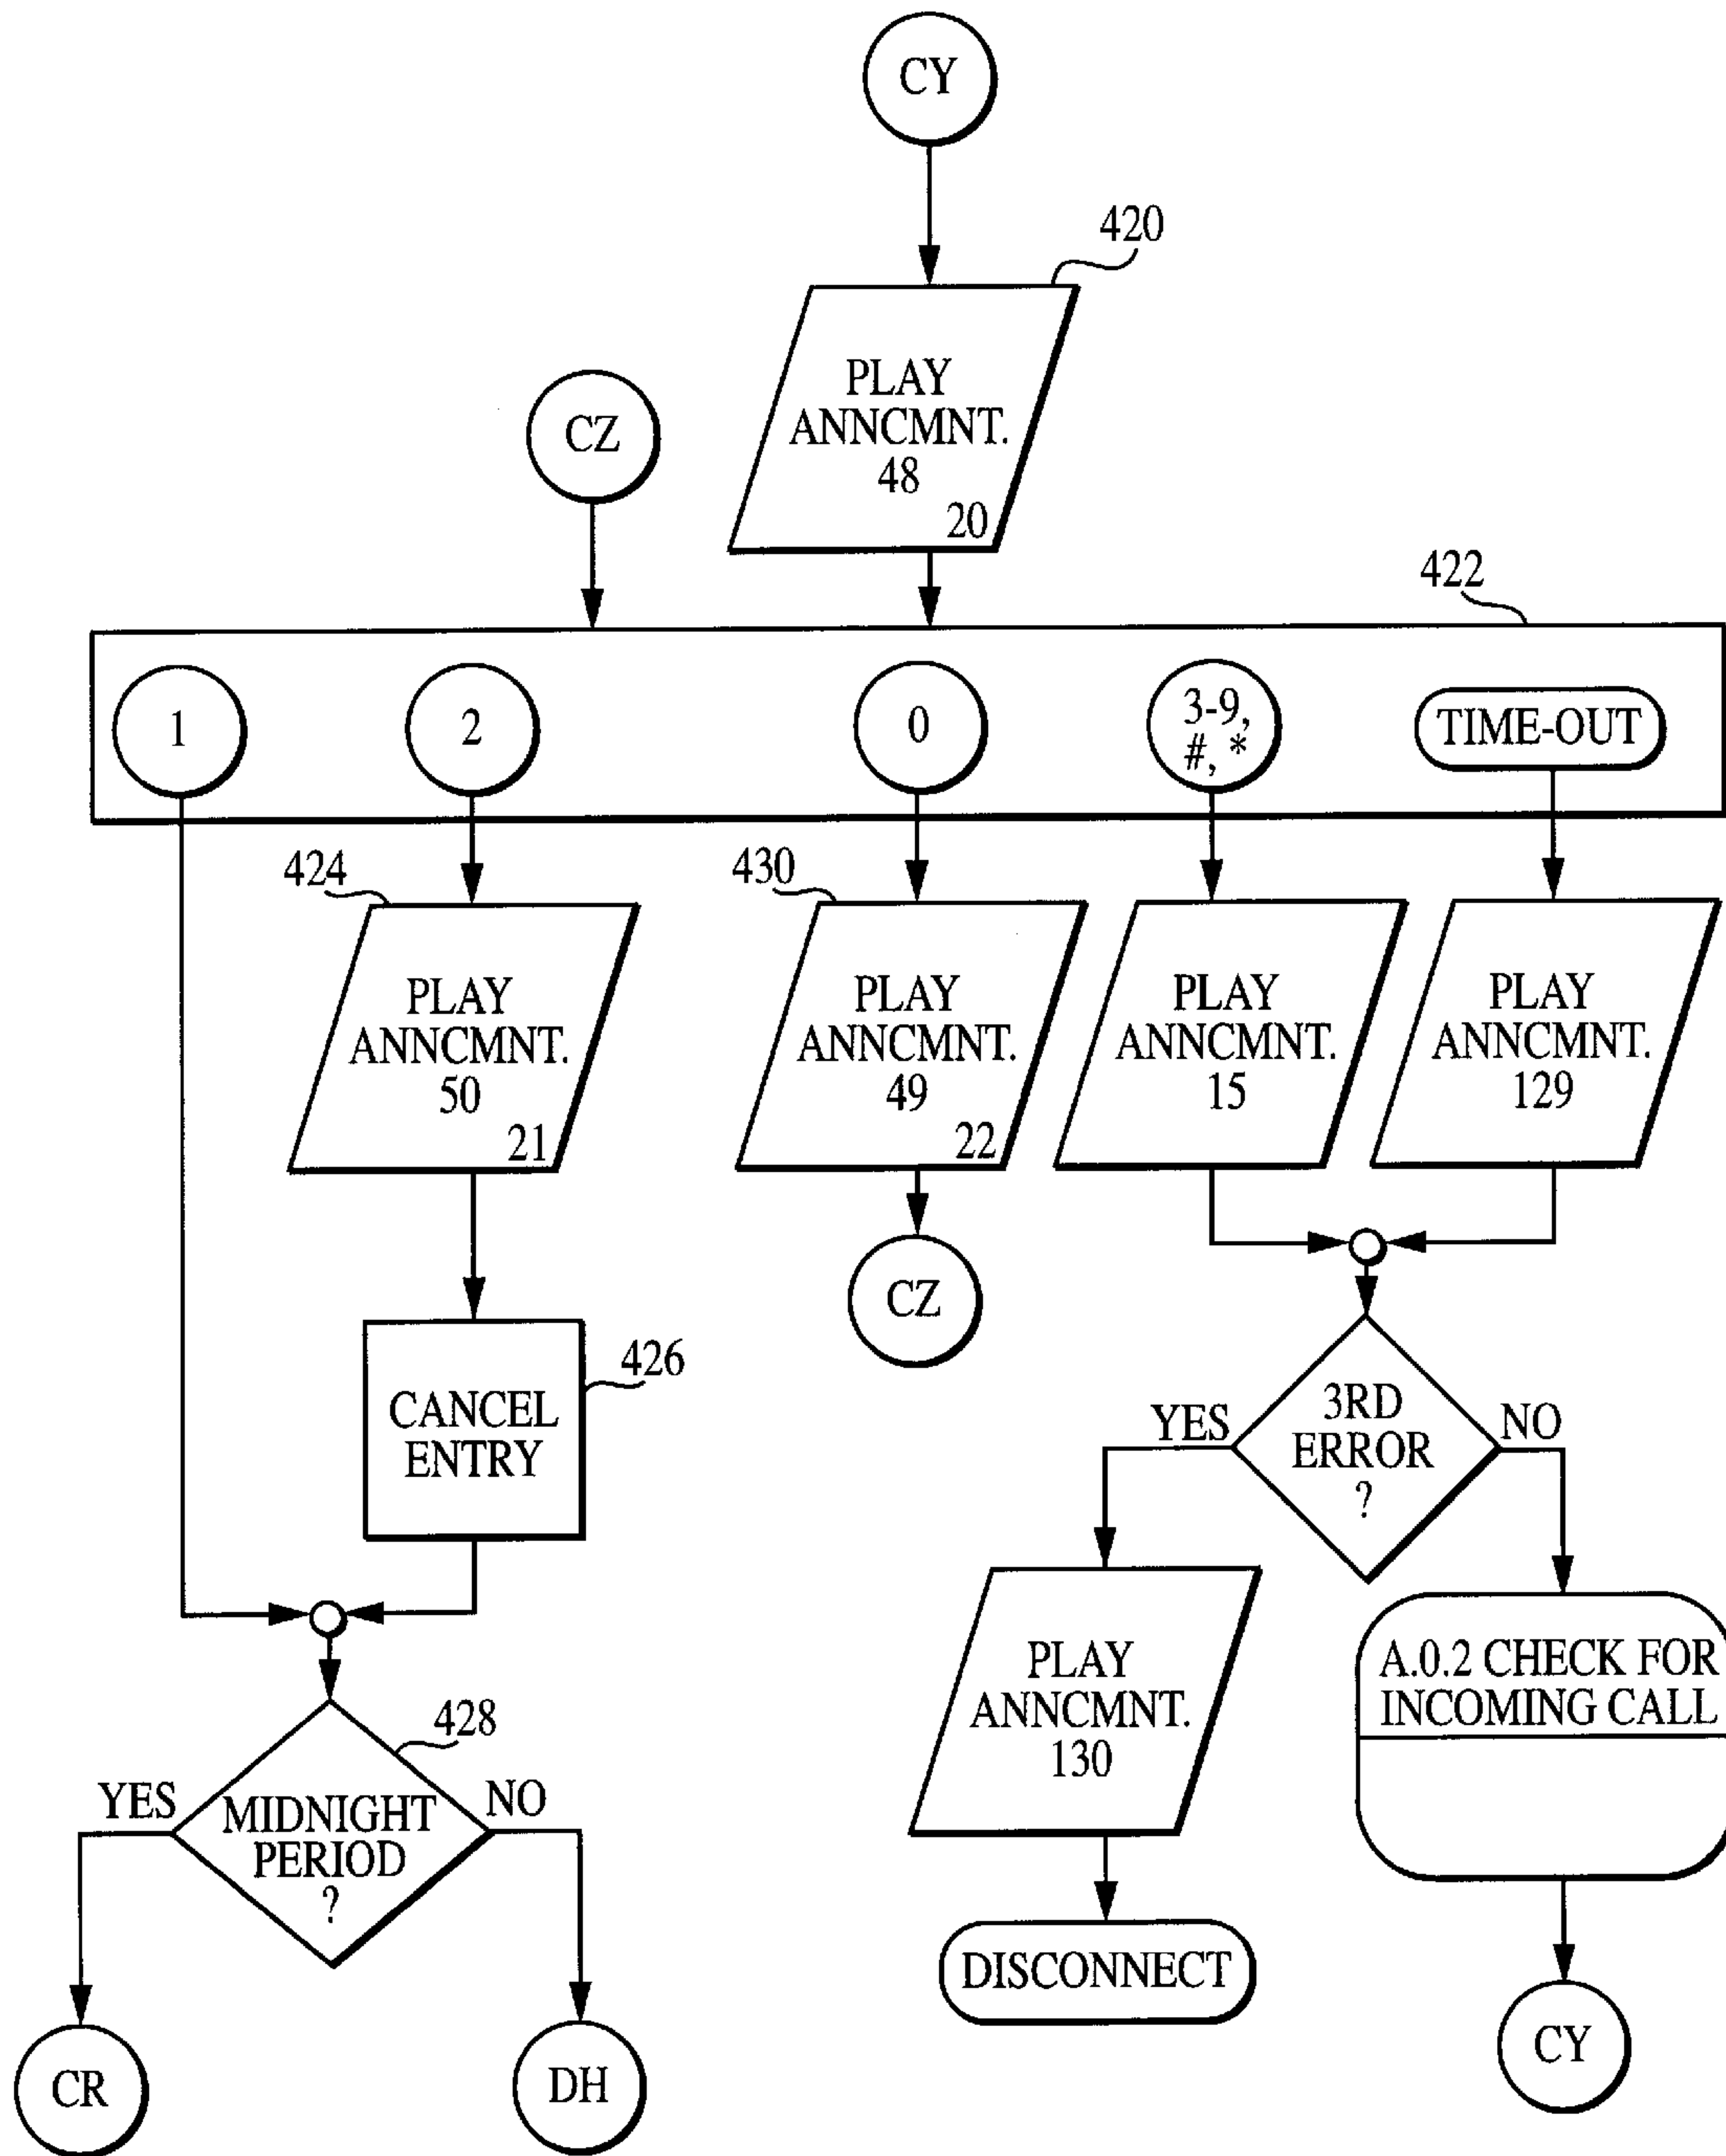 CY
420
PLAY
ANNCMNT.
48
20
CZ
422
1
2
0
3-9,
#, *
TIME-OUT
424
PLAY
ANNCMNT.
50
21
430
PLAY
ANNCMNT.
49
22
PLAY
ANNCMNT.
15
PLAY
ANNCMNT.
129
CZ
CANCEL
ENTRY
426
YES
3RD
ERROR
?
NO
PLAY
ANNCMNT.
130
A.0.2 CHECK FOR
INCOMING CALL
428
YES
MIDNIGHT
PERIOD
?
NO
DISCONNECT
CY
CR
DH